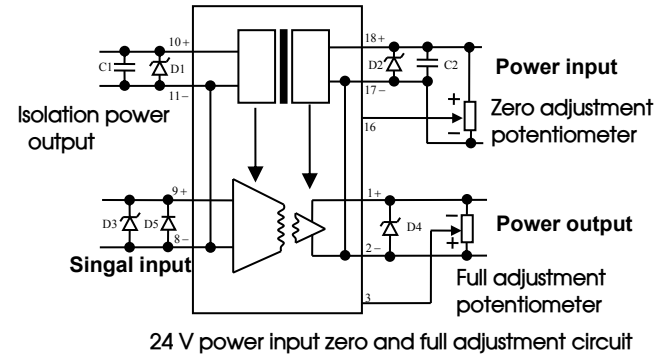 10+ 18+
C1 D1 D2 C2
Power input
11− 17−
Isolation power
output
+
Zero adjustment
−
potentiometer
16
9+ 1+
D3 D5 D4
−
Power output
+
8− 2−
Singal input
Full adjustment
potentiometer
3
24 V power input zero and full adjustment circuit